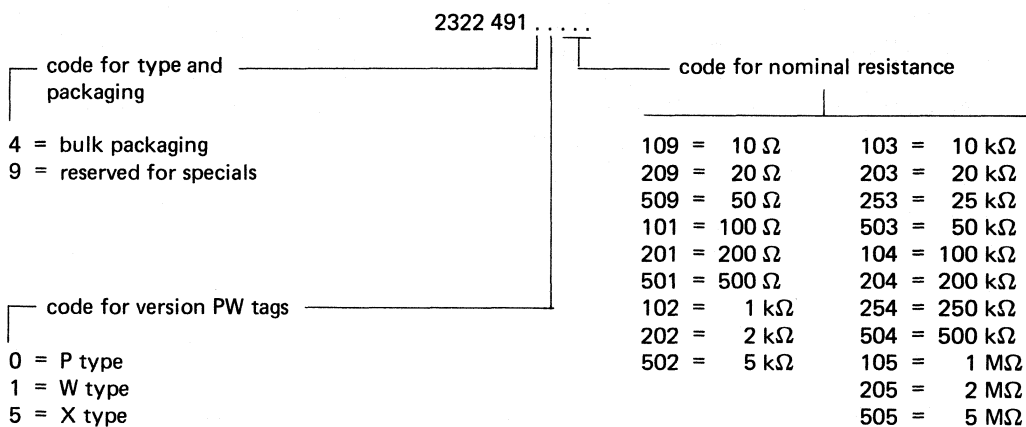 2322 491 . . . . .
code for type and
packaging
4 = bulk packaging
9 = reserved for specials
code for version PW tags
0 = P type
1 = W type
5 = X type
code for nominal resistance
109 = 10 Ω
209 = 20 Ω
509 = 50 Ω
101 = 100 Ω
201 = 200 Ω
501 = 500 Ω
102 = 1 kΩ
202 = 2 kΩ
502 = 5 kΩ
103 = 10 kΩ
203 = 20 kΩ
253 = 25 kΩ
503 = 50 kΩ
104 = 100 kΩ
204 = 200 kΩ
254 = 250 kΩ
504 = 500 kΩ
105 = 1 MΩ
205 = 2 MΩ
505 = 5 MΩ